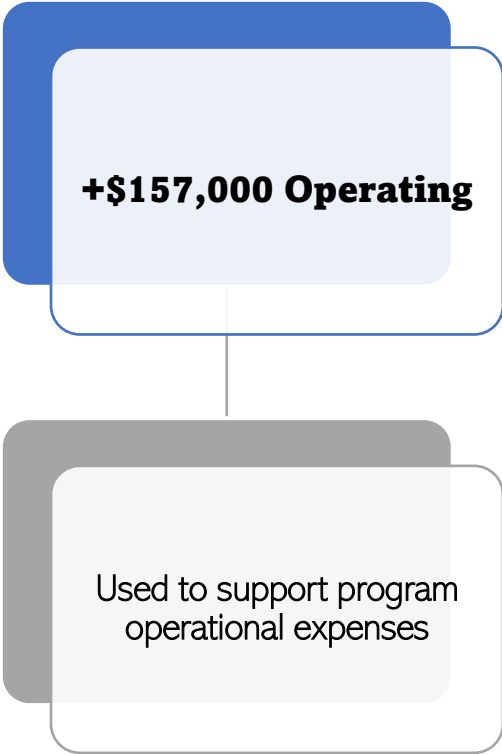 +$157,000 Operating
Used to support program
operational expenses